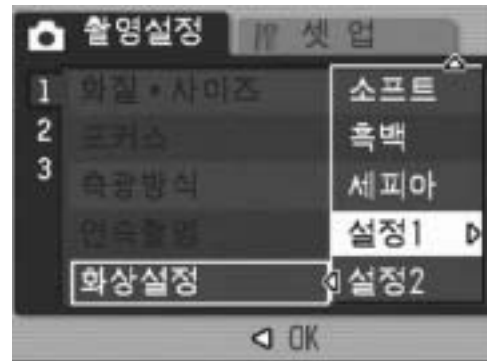 촬영설정 셋업
1 화질•사이즈 소프트
2 포커스 흑백
3 측광방식 세피아
연속촬영 설정1
화상설정 설정2
OK